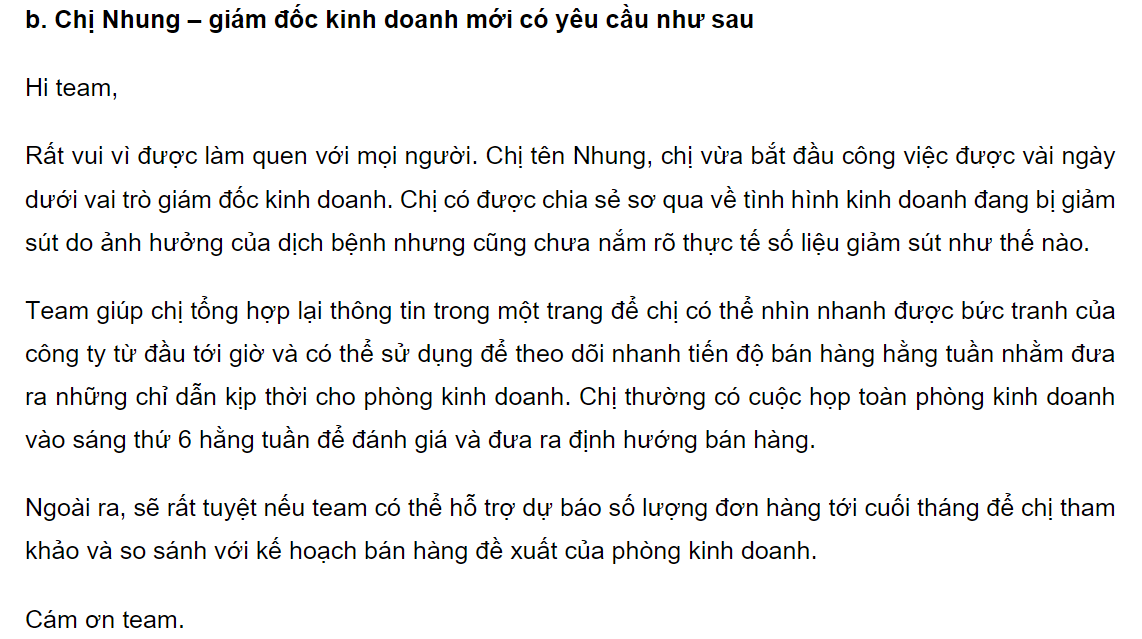 b. Chị Nhung – giám đốc kinh doanh mới có yêu cầu như sau
Hi team,
Rất vui vì được làm quen với mọi người. Chị tên Nhung, chị vừa bắt đầu công việc được vài ngày
dưới vai trò giám đốc kinh doanh. Chị có được chia sẻ sơ qua về tình hình kinh doanh đang bị giảm
sút do ảnh hưởng của dịch bệnh nhưng cũng chưa nắm rõ thực tế số liệu giảm sút như thế nào.
Team giúp chị tổng hợp lại thông tin trong một trang để chị có thể nhìn nhanh được bức tranh của
công ty từ đầu tới giờ và có thể sử dụng để theo dõi nhanh tiến độ bán hàng hằng tuần nhằm đưa
ra những chỉ dẫn kịp thời cho phòng kinh doanh. Chị thường có cuộc họp toàn phòng kinh doanh
vào sáng thứ 6 hằng tuần để đánh giá và đưa ra định hướng bán hàng.
Ngoài ra, sẽ rất tuyệt nếu team có thể hỗ trợ dự báo số lượng đơn hàng tới cuối tháng để chị tham
khảo và so sánh với kế hoạch bán hàng đề xuất của phòng kinh doanh.
Cám ơn team.